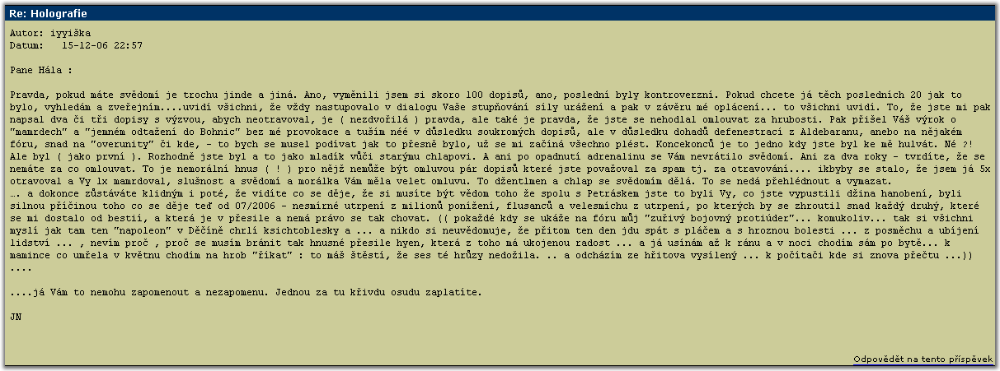 Re: Holografie
Autor: iyyiška
Datum:   15-12-06 22:57
Pane Hála :
Pravda, pokud máte svědomí je trochu jinde a jiná. Ano, vyměnili jsem si skoro 100 dopisů, ano, poslední byly kontroverzní. Pokud chcete já těch posledních 20 jak to
bylo, vyhledám a zveřejním....uvidí všichni, že vždy nastupovalo v dialogu Vaše stupňování síly urážení a pak v závěru mé oplácení... to všichni uvidí. To, že jste mi pak
napsal dva či tři dopisy s výzvou, abych neotravoval, je ( nezdvořilá ) pravda, ale také je pravda, že jste se nehodlal omlouvat za hrubosti. Pak přišel Váš výrok o
"mamrdech" a "jemném odtažení do Bohnic" bez mé provokace a tuším néé v důsledku soukromých dopisů, ale v důsledku dohadů defenestrací z Aldebaranu, anebo na nějakém
fóru, snad na "overunity" či kde, - to bych se musel podívat jak to přesně bylo, už se mi začíná všechno plést. Koncekonců je to jedno kdy jste byl ke mě hulvát. Né ?!
Ale byl ( jako první ). Rozhodně jste byl a to jako mladík vůči starýmu chlapovi. A ani po opadnutí adrenalinu se Vám nevrátilo svědomí. Ani za dva roky - tvrdíte, že se
nemáte za co omlouvat. To je nemorální hnus ( ! ) pro nějž nemůže být omluvou pár dopisů které jste považoval za spam tj. za otravování.... ikbyby se stalo, že jsem já 5x
otravoval a Vy 1x mamrdoval, slušnost a svědomí a morálka Vám měla velet omluvu. To džentlmen a chlap se svědomím dělá. To se nedá přehlédnout a vymazat.
…. a dokonce zůstáváte klidným i poté, že vidíte co se děje, že si musíte být vědom toho že spolu s Petráskem jste to byli Vy, co jste vypustili džina hanobení, byli
silnou příčinou toho co se děje teď od 07/2006 - nesmírné utrpení z milionů ponížení, flusanců a velesmíchu z utrpení, po kterých by se zhroutil snad každý druhý, které
se mi dostalo od bestií, a která je v přesile a nemá právo se tak chovat. (( pokaždé kdy se ukáže na fóru můj "zuřivý bojovný protiúder"... komukoliv... tak si všichni
myslí jak tam ten "napoleon" v Děčíně chrlí ksichtoblesky a ... a nikdo si neuvědomuje, že přitom ten den jdu spát s pláčem a s hroznou bolesti ... z posměchu a ubíjení
lidství ... , nevím proč , proč se musím bránit tak hnusné přesile hyen, která z toho má ukojenou radost ... a já usínám až k ránu a v noci chodím sám po bytě... k
mamince co umřela v květnu chodím na hrob "říkat" : to máš štěstí, že ses té hrůzy nedožila. .. a odcházím ze hřitova vysílený ... k počítači kde si znova přečtu ...))
....
....já Vám to nemohu zapomenout a nezapomenu. Jednou za tu křivdu osudu zaplatíte.
JN
Odpovědět na tento příspěvek